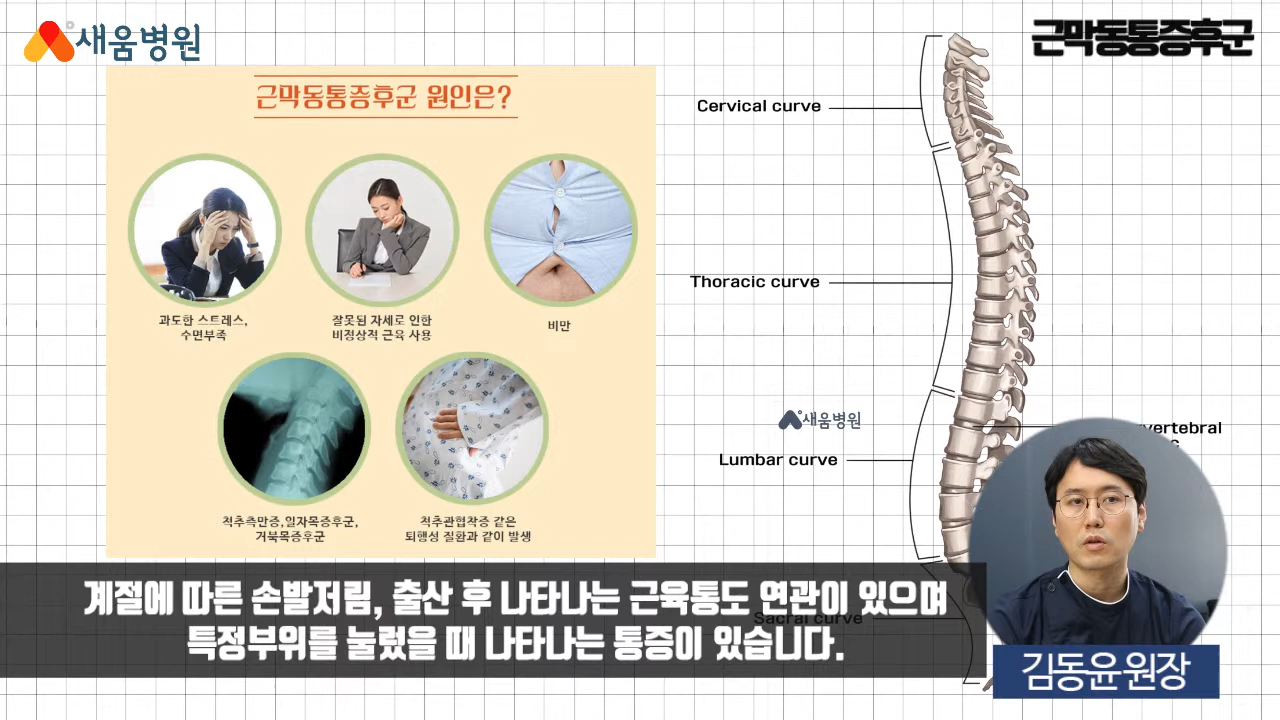 새움병원
근막동통증후군
근막동통증후군 원인은?
과도한 스트레스,
수면부족
잘못된 자세로 인한
비정상적 근육 사용
비만
척추측만증,일자목증후군,
거북목증후군
척추관협착증 같은
퇴행성 질환과 같이 발생
Cervical curve
Thoracic curve
새움병원
vertebral
Lumbar curve
계절에 따른 손발저림, 출산 후 나타나는 근육통도 연관이 있으며
특정부위를 눌렀을 때 나타나는 통증이 있습니다.
Sacral curve
김동윤 원장